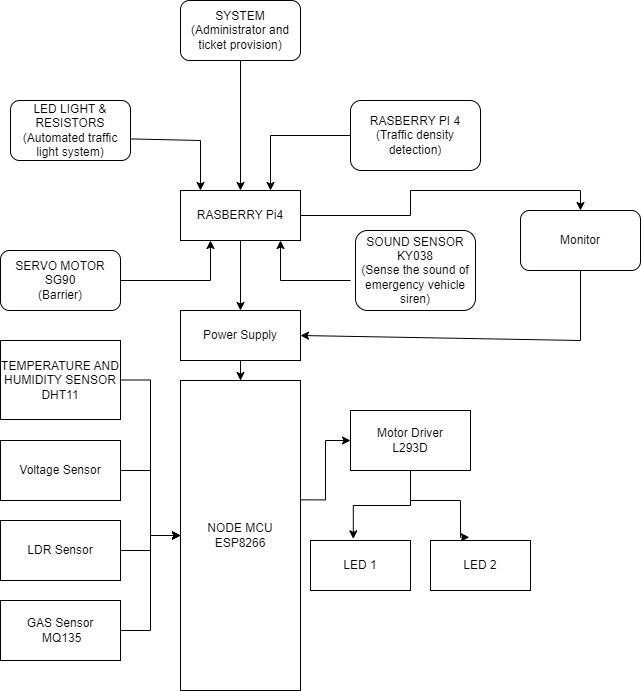 SYSTEM
(Administrator and
ticket provision)
LED LIGHT &
RESISTORS
(Automated traffic
light system)
RASBERRY PI 4
(Traffic density
detection)
RASBERRY Pi4
Monitor
SERVO MOTOR
SG90
(Barrier)
SOUND SENSOR
KY038
(Sense the sound of
emergency vehicle
siren)
Power Supply
TEMPERATURE AND
HUMIDITY SENSOR
DHT11
Voltage Sensor
LDR Sensor
GAS Sensor
MQ135
NODE MCU
ESP8266
Motor Driver
L293D
LED 1
LED 2